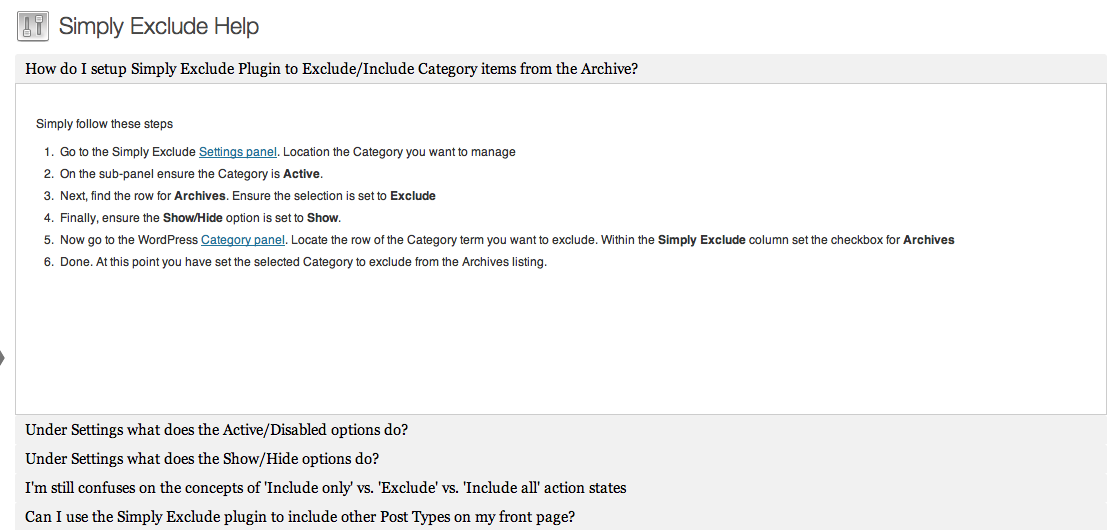 Simply Exclude Help
How do I setup Simply Exclude Plugin to Exclude/Include Category items from the Archive?
Simply follow these steps
1. Go to the Simply Exclude Settings panel. Location the Category you want to manage
2. On the sub-panel ensure the Category is Active.
3. Next, find the row for Archives. Ensure the selection is set to Exclude
4. Finally, ensure the Show/Hide option is set to Show.
5. Now go to the WordPress Category panel. Locate the row of the Category term you want to exclude. Within the Simply Exclude column set the checkbox for Archives
6. Done. At this point you have set the selected Category to exclude from the Archives listing.
Under Settings what does the Active/Disabled options do?
Under Settings what does the Show/Hide options do?
I'm still confuses on the concepts of 'Include only' vs. 'Exclude' vs. 'Include all' action states
Can I use the Simply Exclude plugin to include other Post Types on my front page?